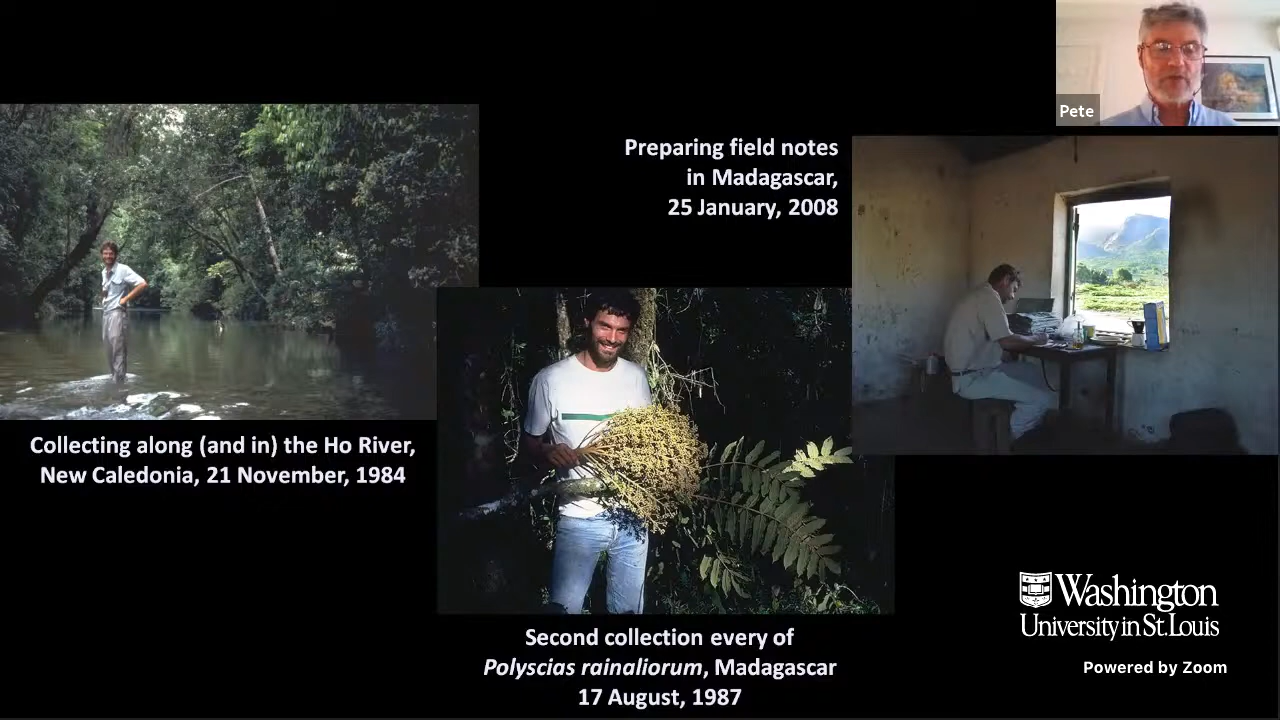 Pete
Preparing field notes
in Madagascar,
25 January, 2008
Collecting along (and in) the Ho River,
New Caledonia, 21 November, 1984
Second collection every of
Polyscias rainaliorum, Madagascar
17 August, 1987
Washington
University in St. Louis
Powered by Zoom